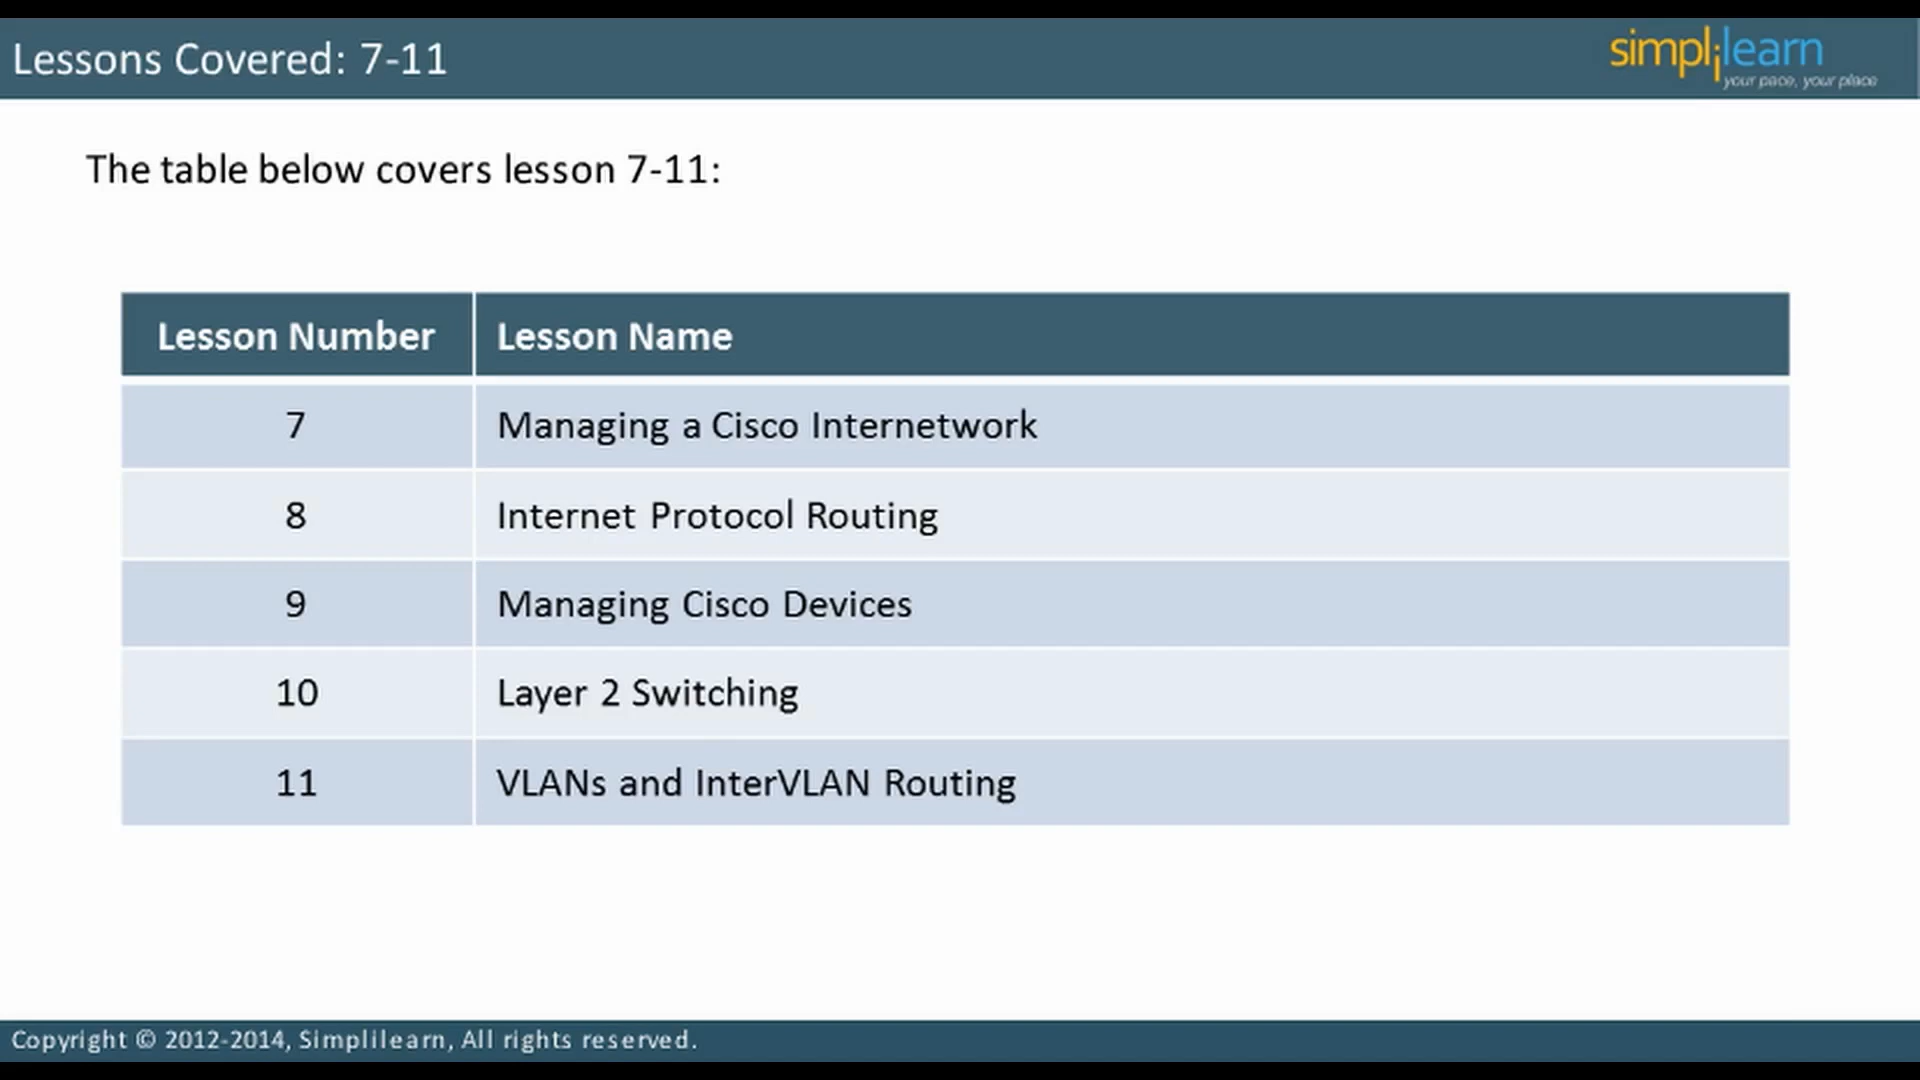 Lessons Covered: 7-11
simplilearn
your pace, your place
The table below covers lesson 7-11:
Lesson Number Lesson Name
7 Managing a Cisco Internetwork
8 Internet Protocol Routing
9 Managing Cisco Devices
10 Layer 2 Switching
11 VLANs and InterVLAN Routing
Copyright © 2012-2014, Simplilearn, All rights reserved.